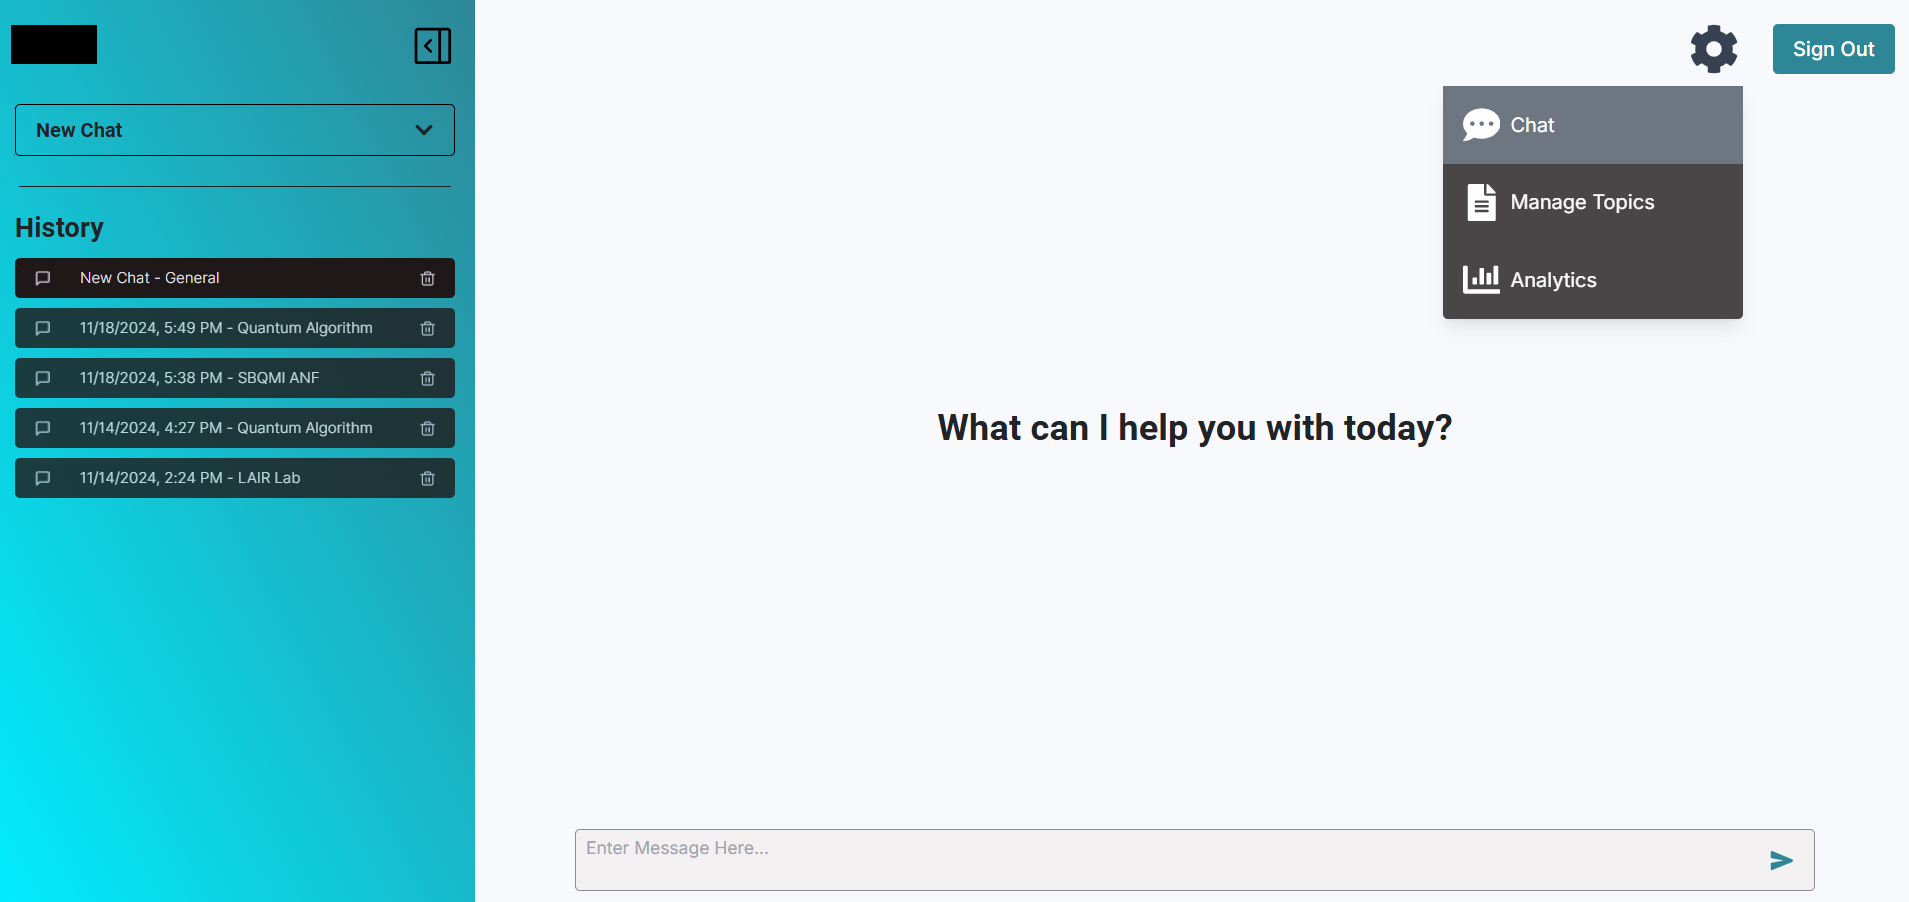 New Chat
History
New Chat - General
11/18/2024, 5:49 PM - Quantum Algorithm
11/18/2024, 5:38 PM - SBQMI ANF
11/14/2024, 4:27 PM - Quantum Algorithm
11/14/2024, 2:24 PM - LAIR Lab
Sign Out
Chat
Manage Topics
Analytics
What can I help you with today?
Enter Message Here...